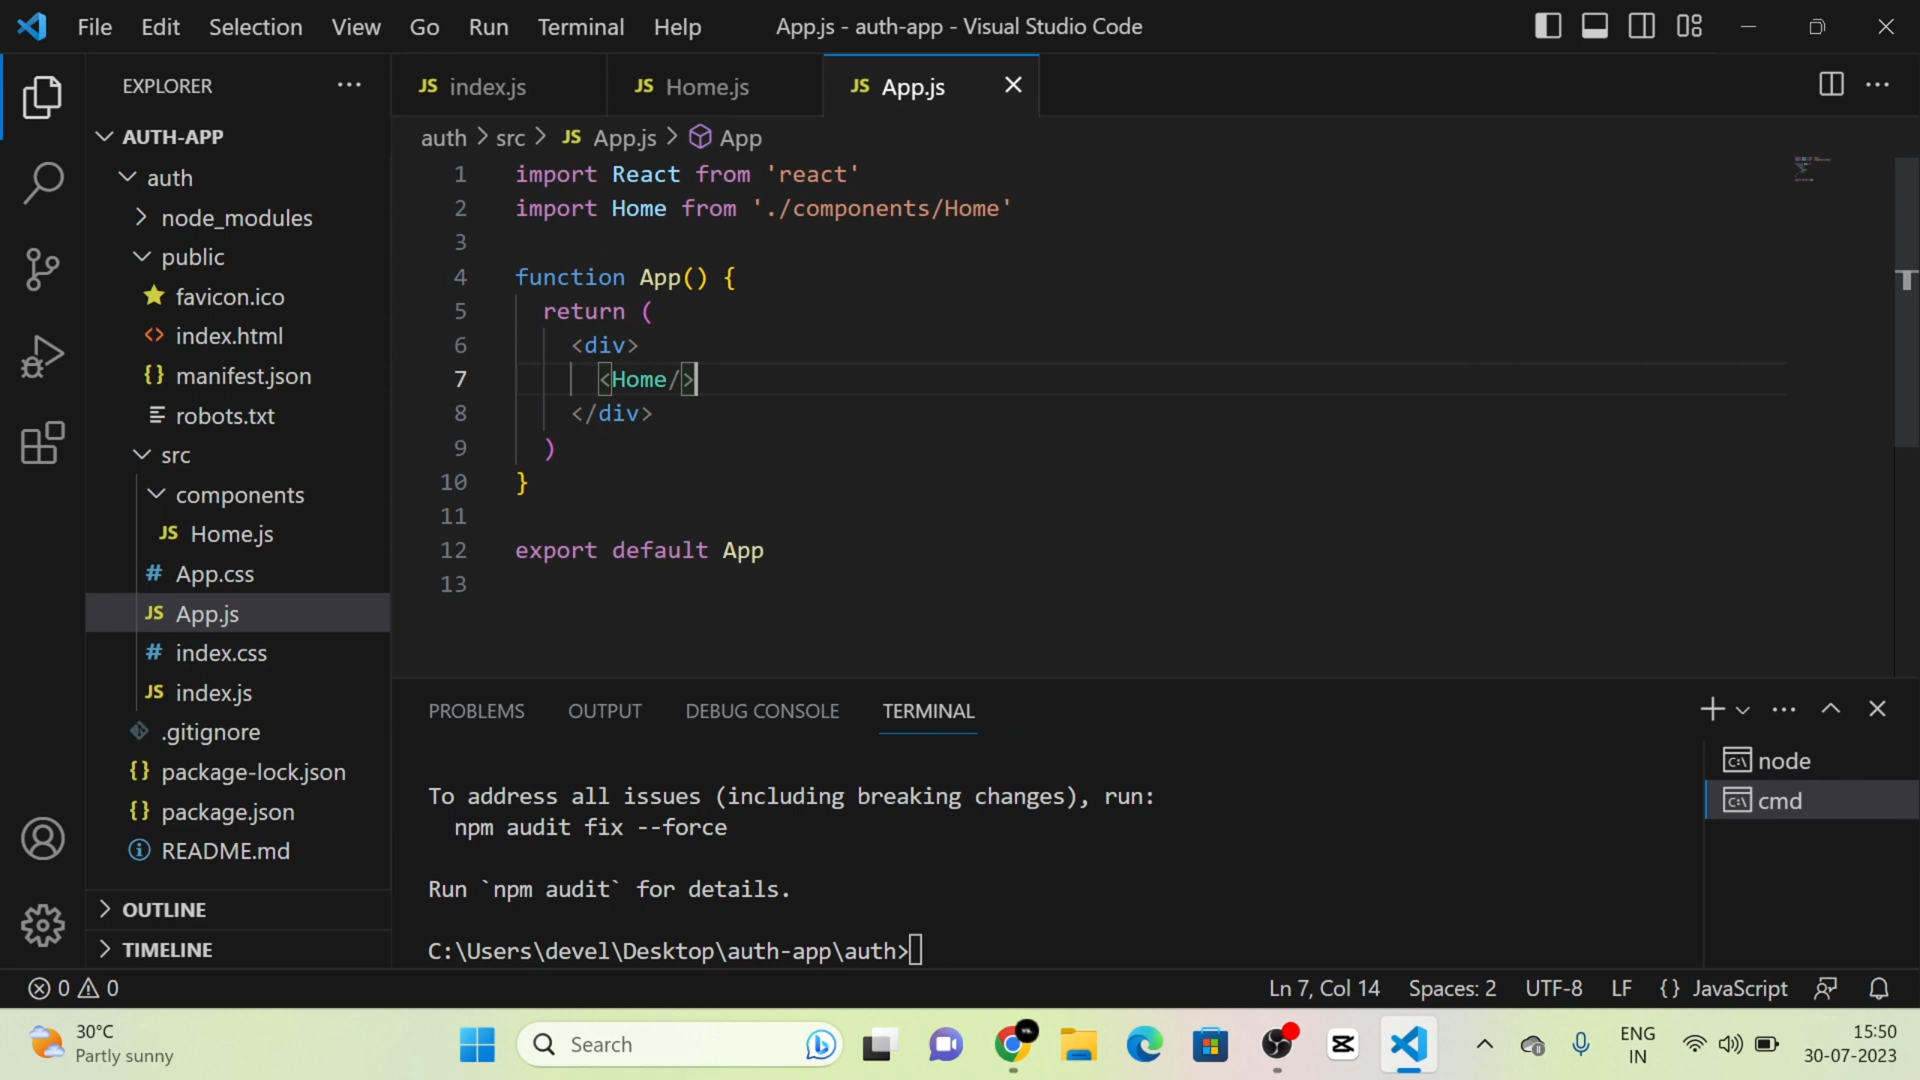 File Edit Selection View Go Run Terminal Help App.js - auth-app - Visual Studio Code
EXPLORER
AUTH-APP
auth
node_modules
public
favicon.ico
index.html
manifest.json
robots.txt
src
components
JS Home.js
# App.css
JS App.js
# index.css
JS index.js
.gitignore
{} package-lock.json
{} package.json
README.md
OUTLINE
TIMELINE
JS index.js JS Home.js JS App.js
auth > src > JS App.js > App
1 import React from 'react'
2 import Home from './components/Home'
3
4 function App() {
5 return (
6 <div>
7 <Home/>
8 </div>
9 )
10 }
11
12 export default App
13
PROBLEMS OUTPUT DEBUG CONSOLE TERMINAL
To address all issues (including breaking changes), run:
npm audit fix --force
Run `npm audit` for details.
C:\Users\devel\Desktop\auth-app\auth>
node
cmd
0 0 Ln 7, Col 14 Spaces: 2 UTF-8 LF {} JavaScript
30°C
Partly sunny
Search
ENG
IN
15:50
30-07-2023